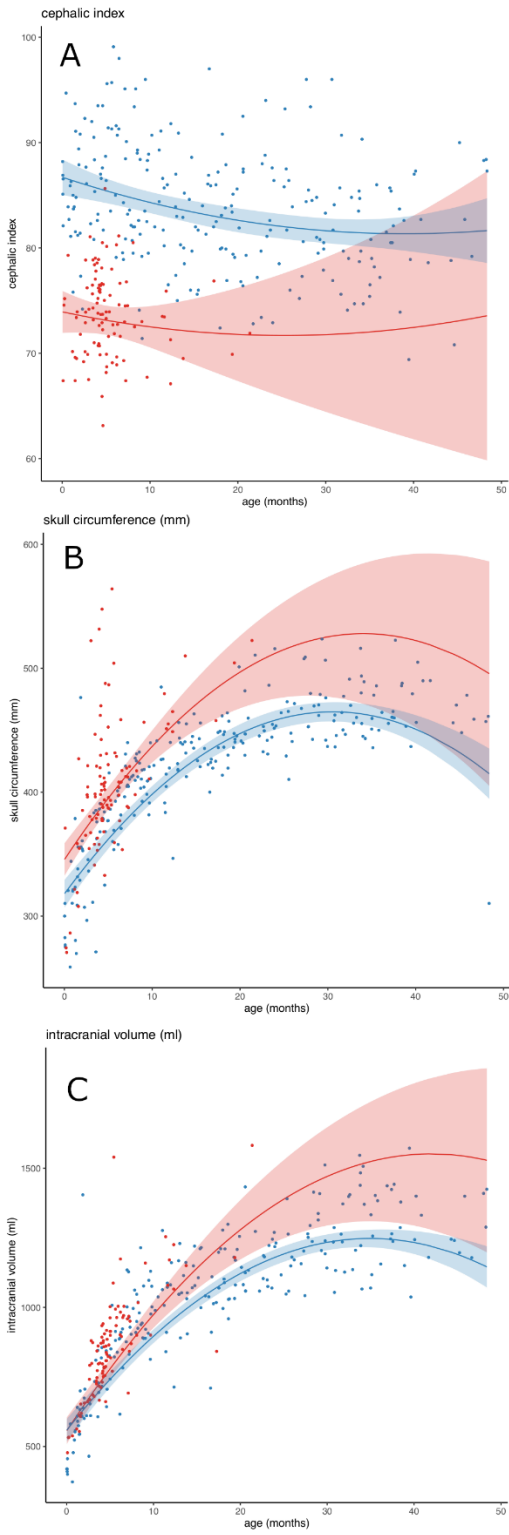 cephalic index
A
100
90
80
70
60
cephalic index
0
10
20
30
40
50
age (months)
skull circumference (mm)
B
600
500
400
300
skull circumference (mm)
0
10
20
30
40
50
age (months)
intracranial volume (ml)
C
1500
1000
500
intracranial volume (ml)
0
10
20
30
40
50
age (months)